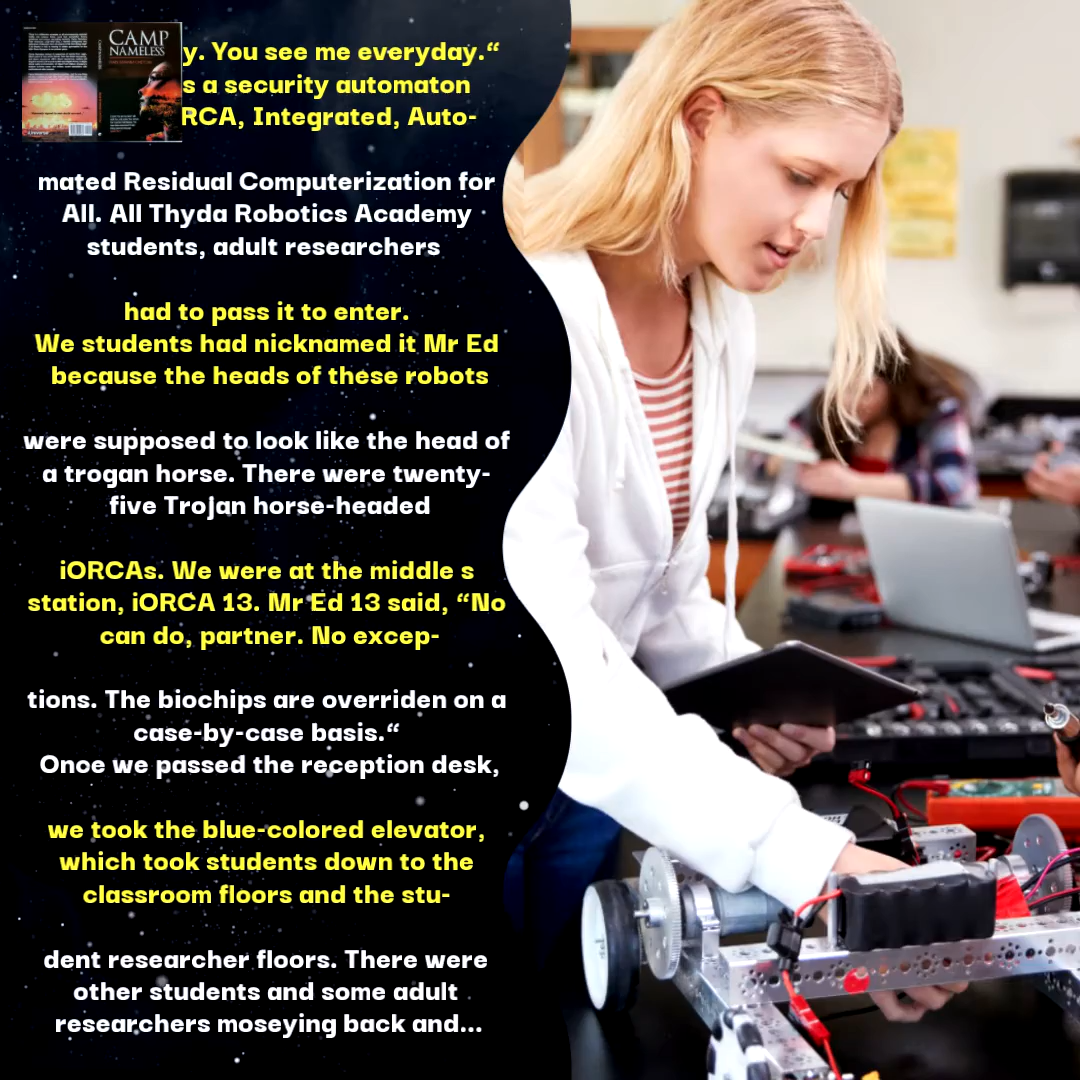 CAMP
NAMELESS
y. You see me everyday.“
s a security automaton
RCA, Integrated, Auto-
mated Residual Computerization for
All. All Thyda Robotics Academy
students, adult researchers
had to pass it to enter.
We students had nicknamed it Mr Ed
because the heads of these robots
were supposed to look like the head of
a trogan horse. There were twenty-
five Trojan horse-headed
iORCAs. We were at the middle s
station, iORCA 13. Mr Ed 13 said, “No
can do, partner. No excep-
tions. The biochips are overriden on a
case-by-case basis.“
Once we passed the reception desk,
we took the blue-colored elevator,
which took students down to the
classroom floors and the stu-
dent researcher floors. There were
other students and some adult
researchers moseying back and...